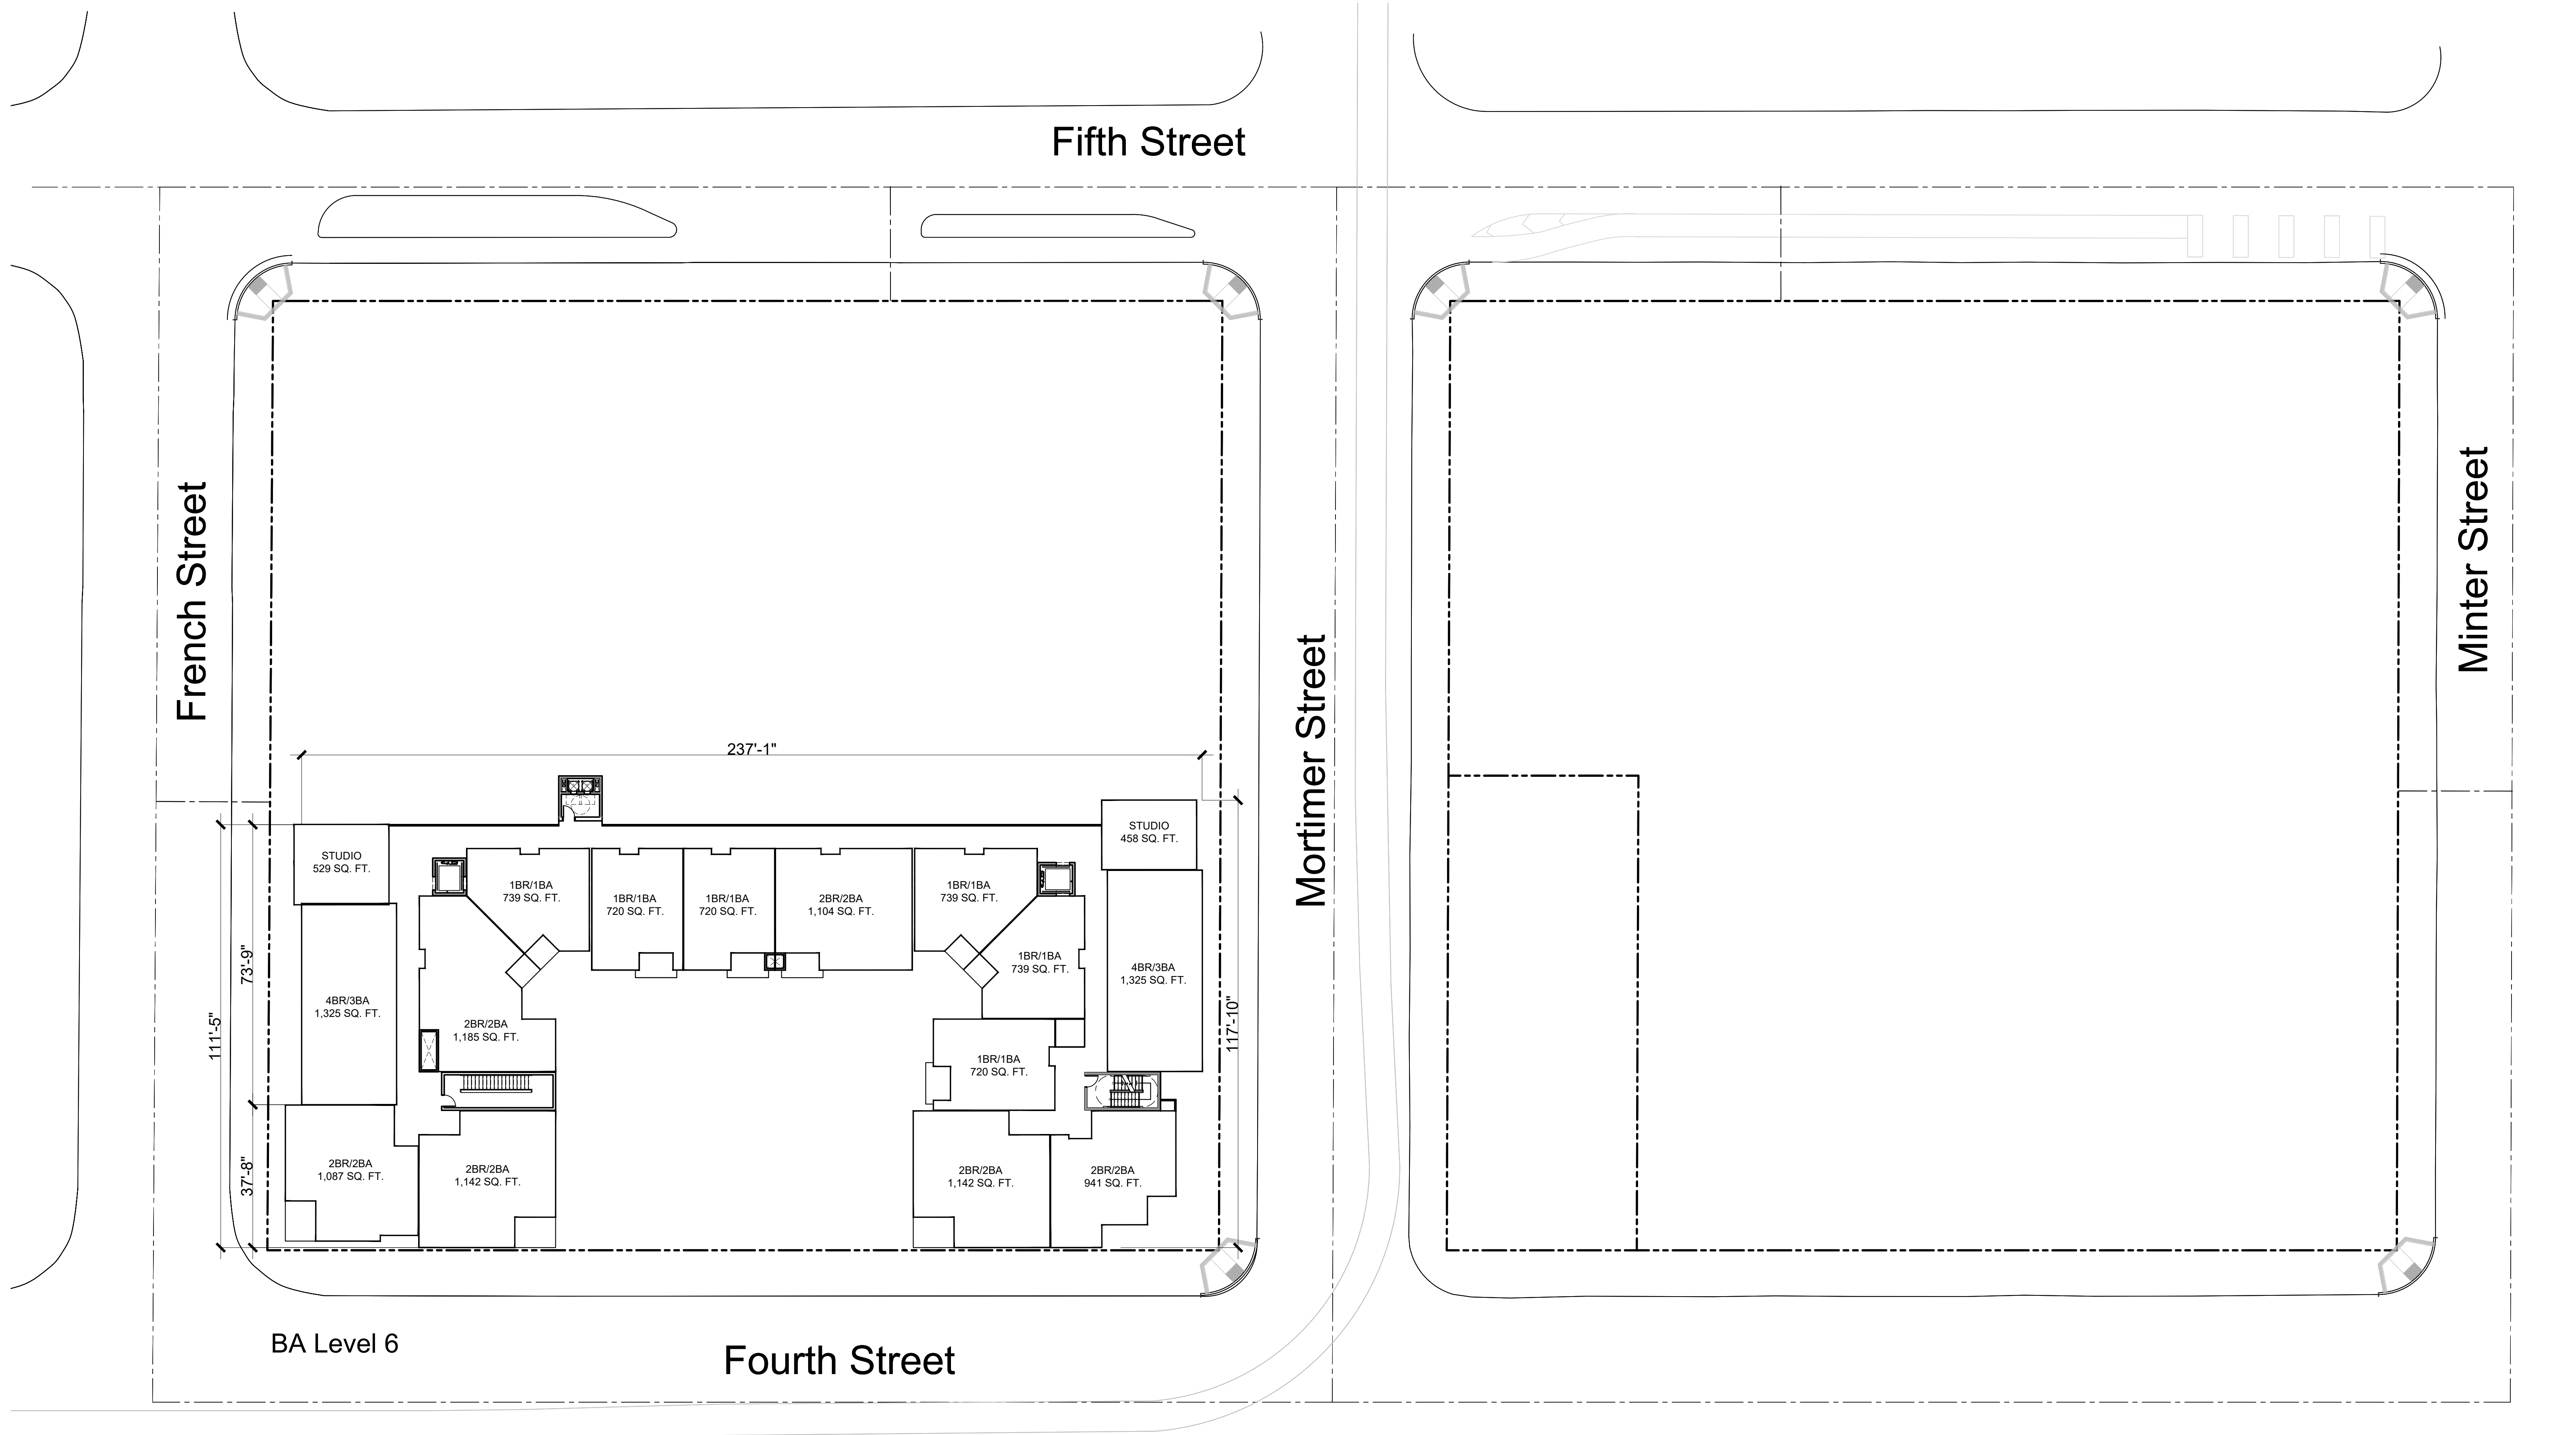 Fifth Street
French Street
Mortimer Street
Minter Street
237'-1"
111'-5"
73'-9"
37'-8"
117'-10"
STUDIO
529 SQ. FT.
STUDIO
458 SQ. FT.
1BR/1BA
739 SQ. FT.
1BR/1BA
720 SQ. FT.
1BR/1BA
720 SQ. FT.
2BR/2BA
1,104 SQ. FT.
1BR/1BA
739 SQ. FT.
1BR/1BA
739 SQ. FT.
4BR/3BA
1,325 SQ. FT.
4BR/3BA
1,325 SQ. FT.
2BR/2BA
1,185 SQ. FT.
1BR/1BA
720 SQ. FT.
2BR/2BA
1,087 SQ. FT.
2BR/2BA
1,142 SQ. FT.
2BR/2BA
1,142 SQ. FT.
2BR/2BA
941 SQ. FT.
BA Level 6
Fourth Street